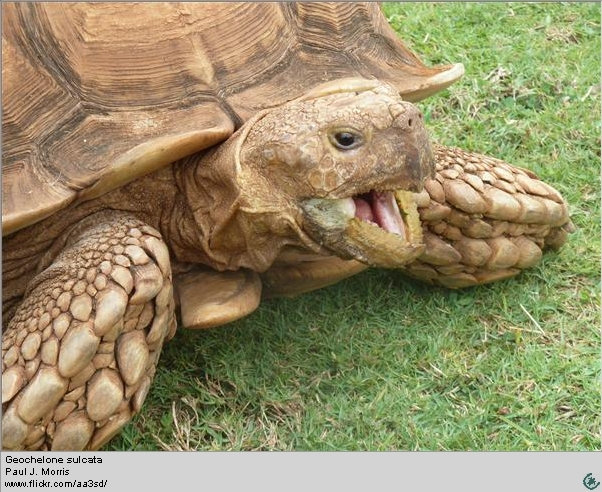 Geochelone sulcata
Paul J. Morris
www.flickr.com/aa3sd/